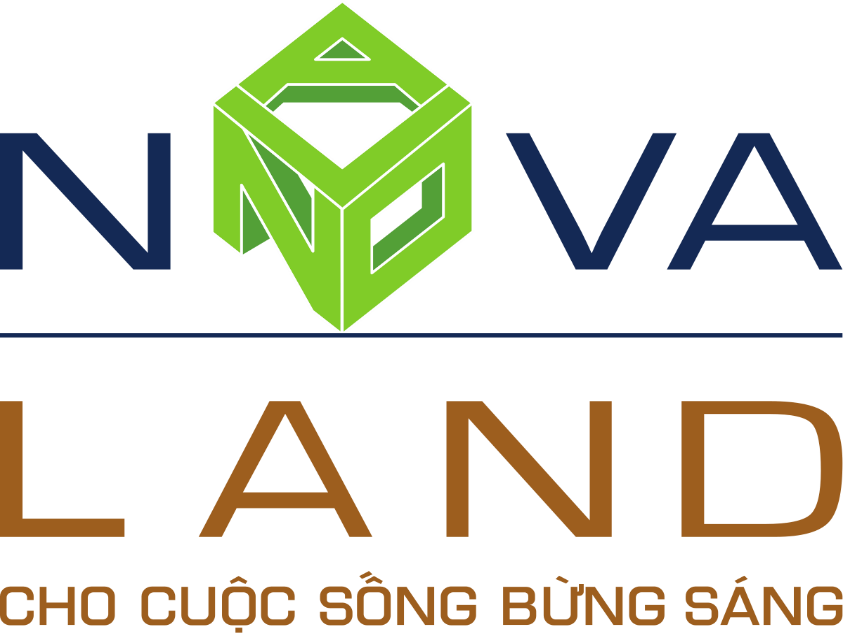 NOVA
LAND
CHO CUỘC SỐNG BỪNG SÁNG